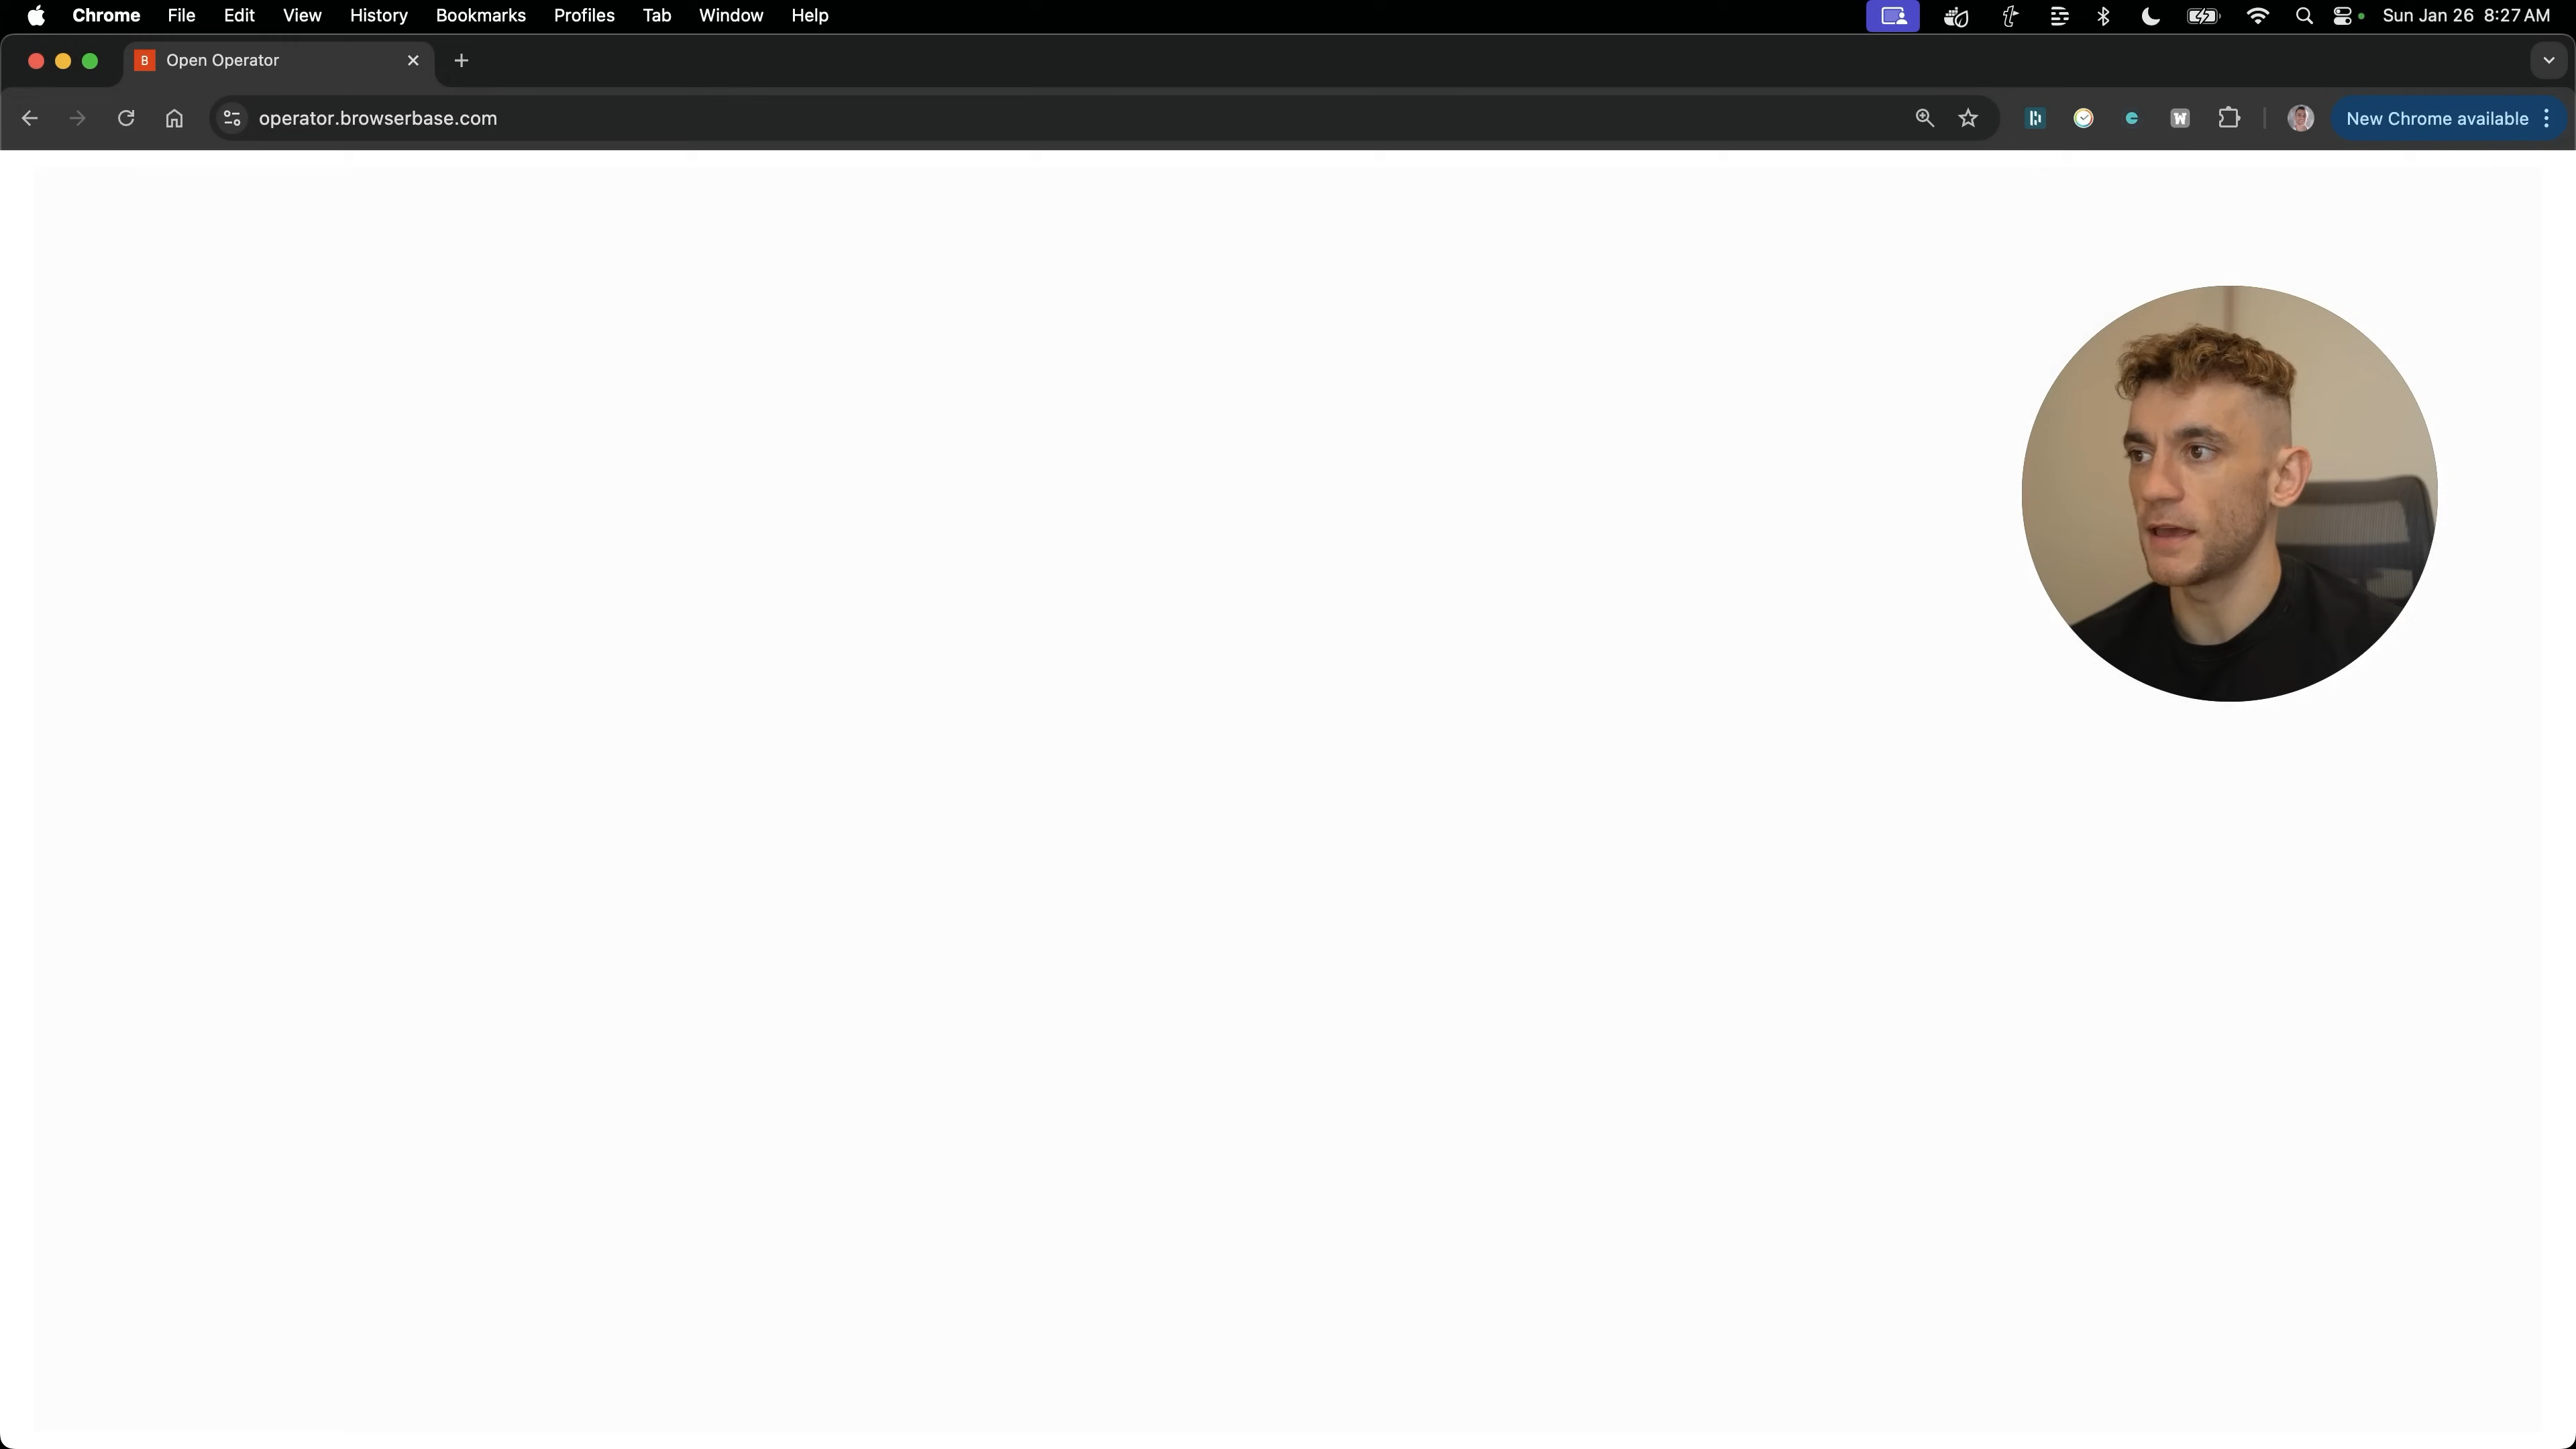 Chrome File Edit View History Bookmarks Profiles Tab Window Help Sun Jan 26 8:27 AM
B Open Operator
operator.browserbase.com W New Chrome available